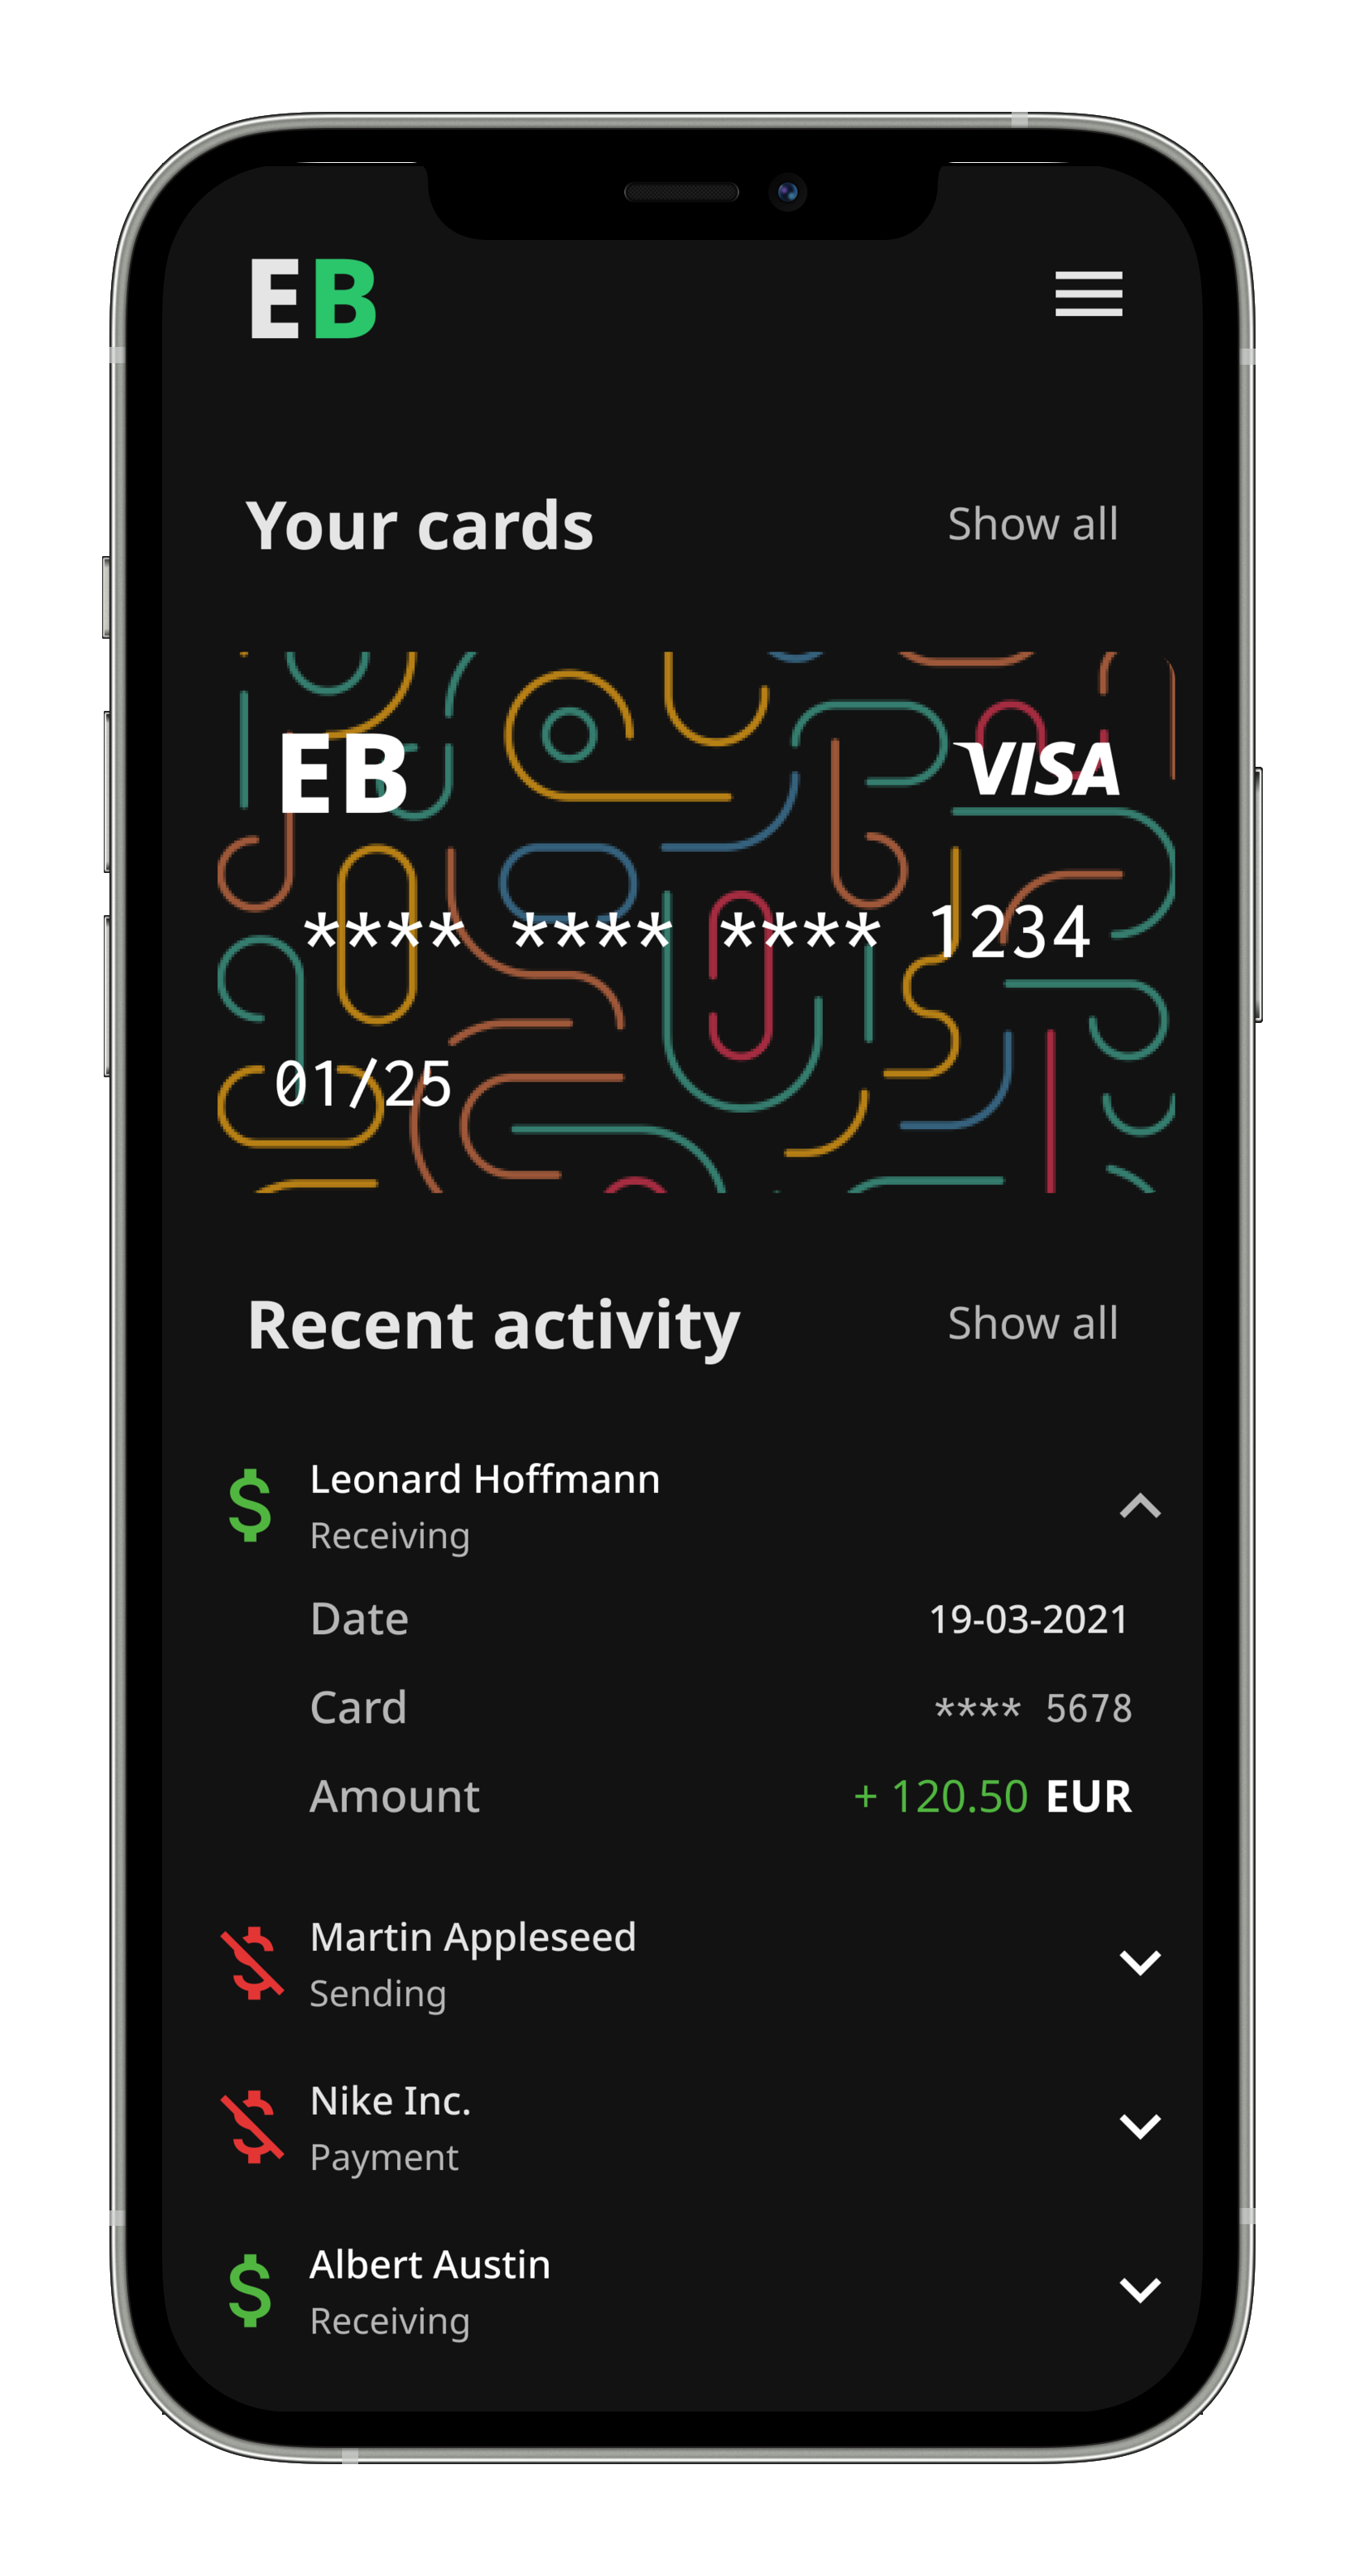 EB
Your cards Show all
EB VISA
**** **** **** 1234
01/25
Recent activity Show all
Leonard Hoffmann
Receiving
Date 19-03-2021
Card **** 5678
Amount + 120.50 EUR
Martin Appleseed
Sending
Nike Inc.
Payment
Albert Austin
Receiving